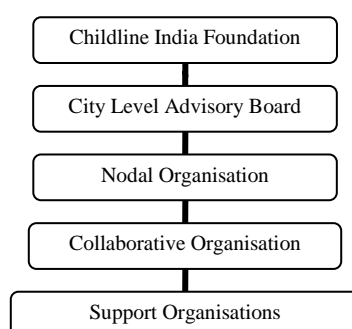 Childline India Foundation
City Level Advisory Board
Nodal Organisation
Collaborative Organisation
Support Organisations